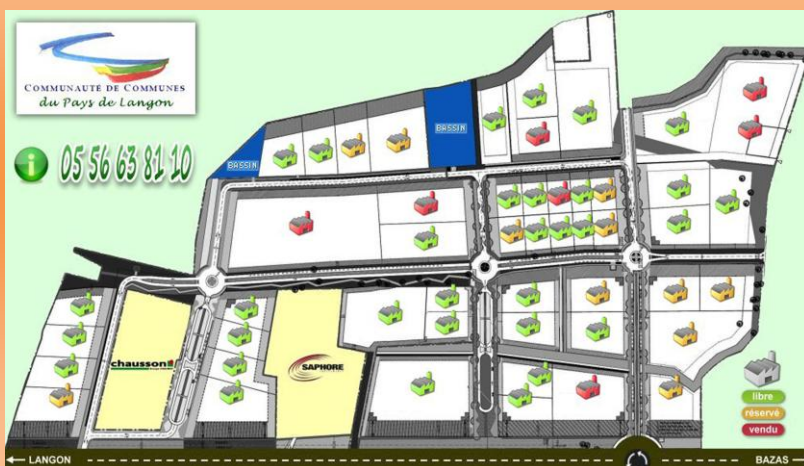 COMMUNAUTÉ DE COMMUNES
du Pays de Langon
i 05 56 63 81 10
BASSIN
BASSIN
chausson
SAPHORE
libre
réservé
vendu
← LANGON
BAZAS →